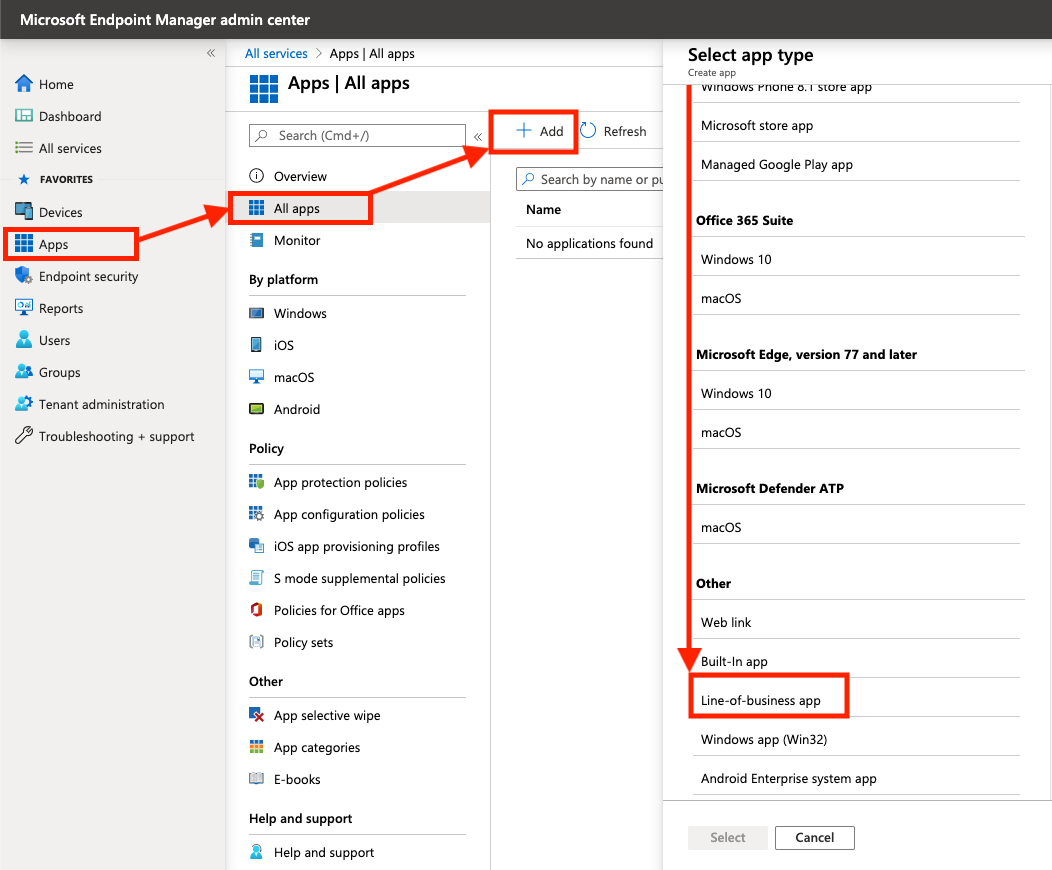 Microsoft Endpoint Manager admin center
«
Home
Dashboard
All services
FAVORITES
Devices
Apps
Endpoint security
Reports
Users
Groups
Tenant administration
Troubleshooting + support
All services > Apps | All apps
Apps | All apps
Search (Cmd+/)
«
Overview
All apps
Monitor
By platform
Windows
iOS
macOS
Android
Policy
App protection policies
App configuration policies
iOS app provisioning profiles
S mode supplemental policies
Policies for Office apps
Policy sets
Other
App selective wipe
App categories
E-books
Help and support
Help and support
+ Add
Refresh
Search by name or pu
Name
No applications found
Select app type
Create app
Windows Phone 8.1 store app
Microsoft store app
Managed Google Play app
Office 365 Suite
Windows 10
macOS
Microsoft Edge, version 77 and later
Windows 10
macOS
Microsoft Defender ATP
macOS
Other
Web link
Built-In app
Line-of-business app
Windows app (Win32)
Android Enterprise system app
Select
Cancel